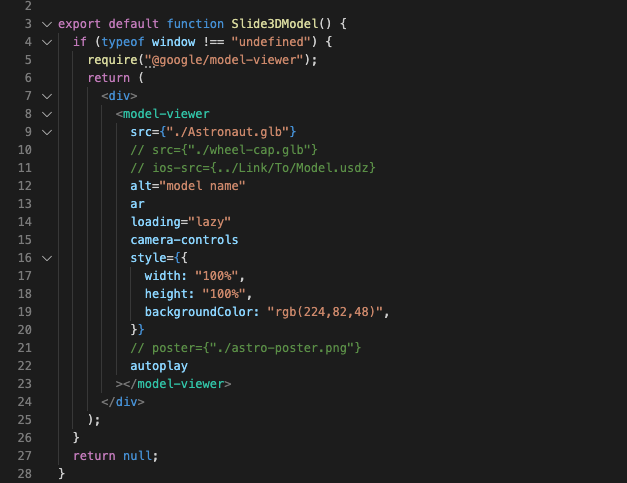 2
3 export default function Slide3DModel() {
4 if (typeof window !== "undefined") {
5 require("@google/model-viewer");
6 return (
7 <div>
8 <model-viewer
9 src={"./Astronaut.glb"}
10 // src={"./wheel-cap.glb"}
11 // ios-src={../Link/To/Model.usdz}
12 alt="model name"
13 ar
14 loading="lazy"
15 camera-controls
16 style={{
17 width: "100%",
18 height: "100%",
19 backgroundColor: "rgb(224,82,48)",
20 }}
21 // poster={"./astro-poster.png"}
22 autoplay
23 ></model-viewer>
24 </div>
25 );
26 }
27 return null;
28 }